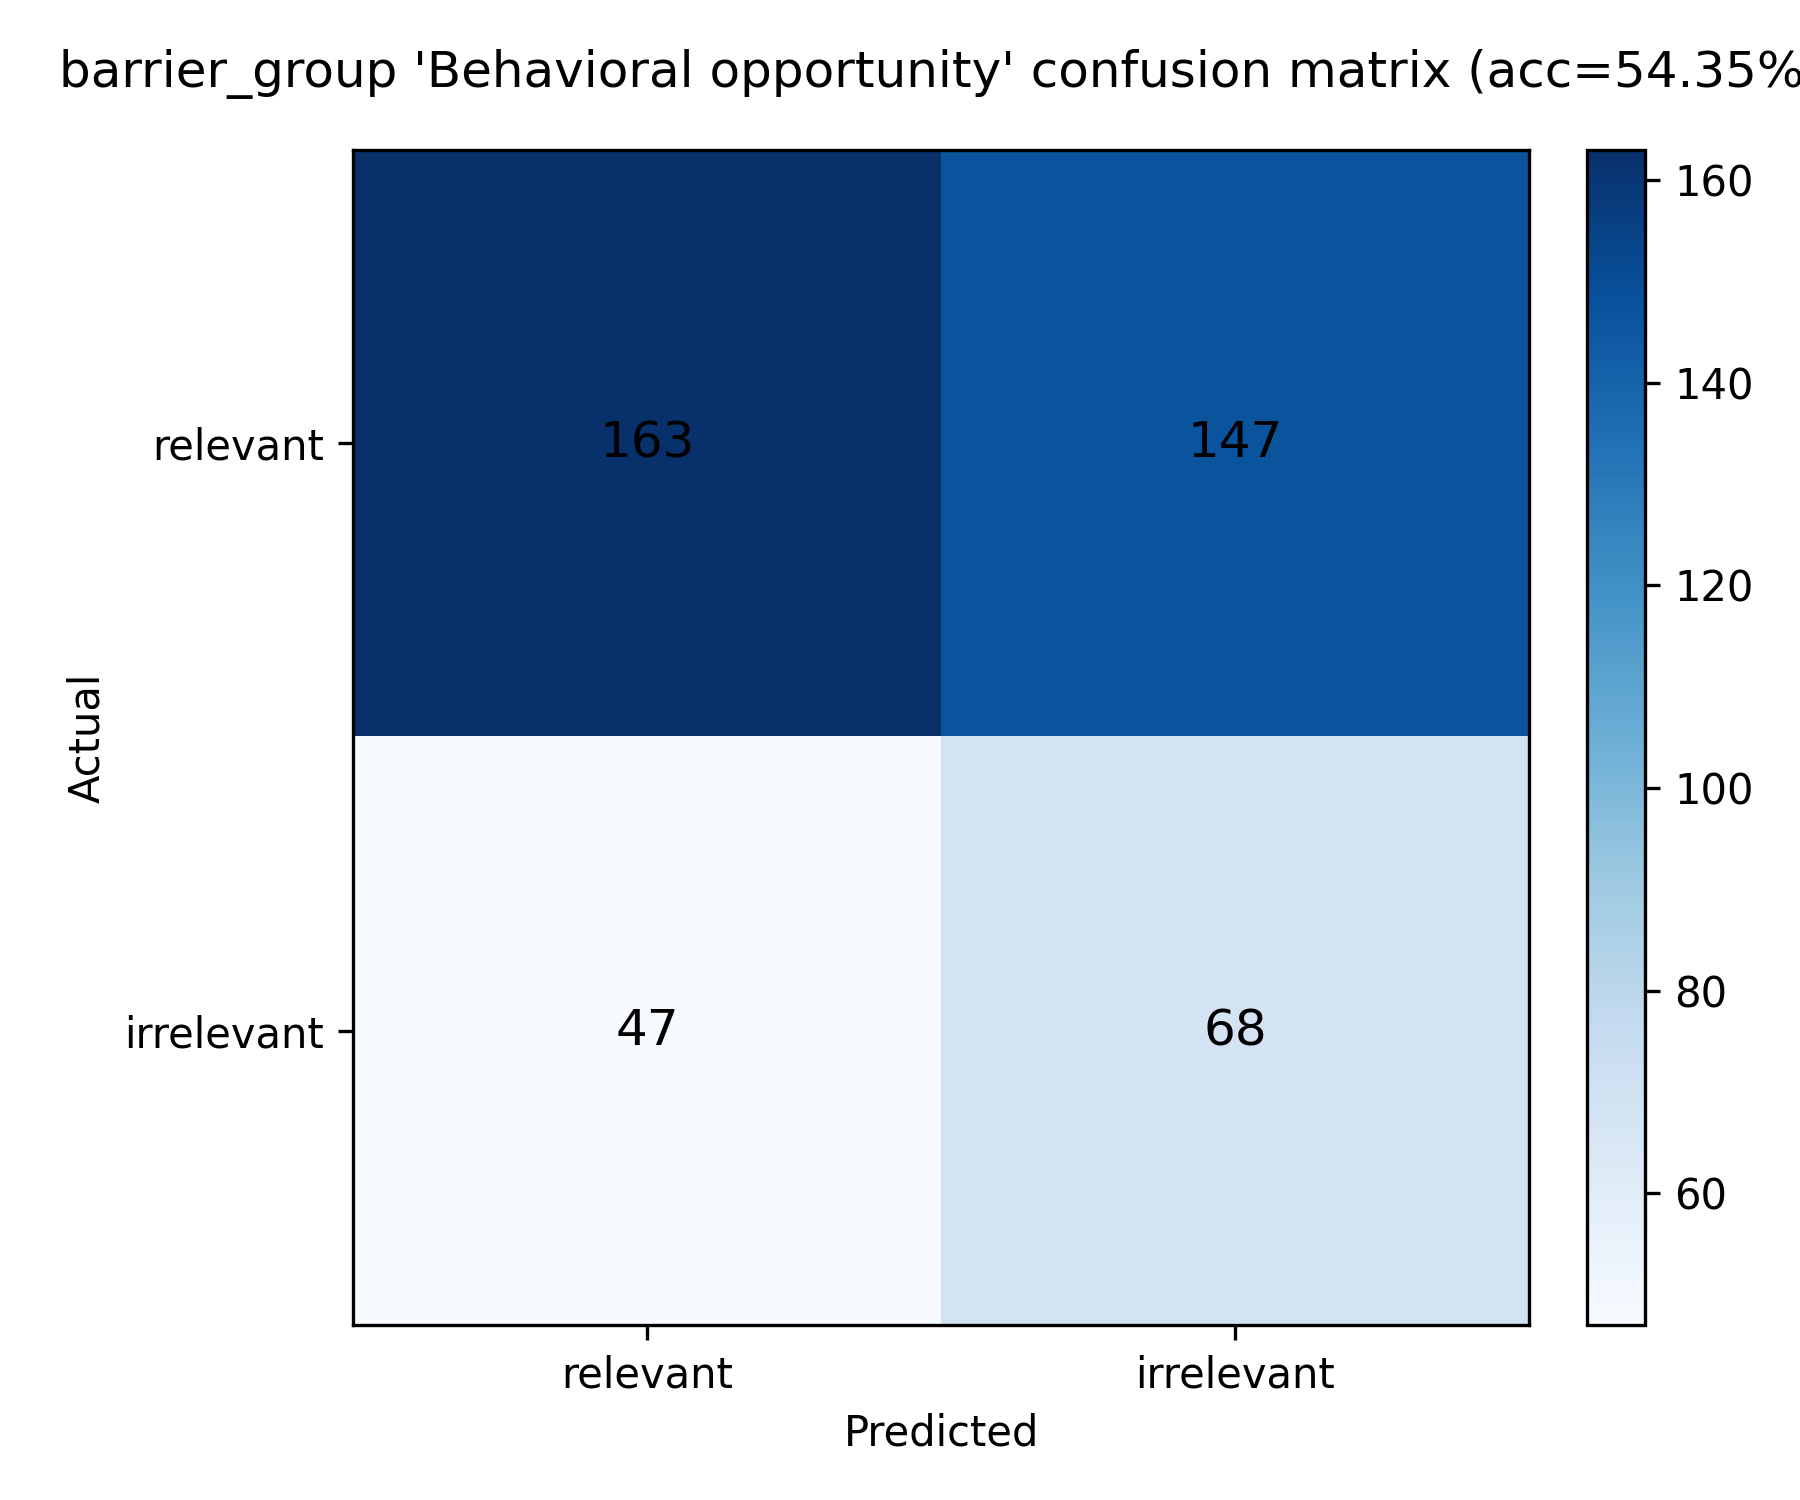 barrier_group 'Behavioral opportunity' confusion matrix (acc=54.35%
160
relevant
163
147
140
120
Actual
100
80
irrelevant
47
68
60
relevant
irrelevant
Predicted